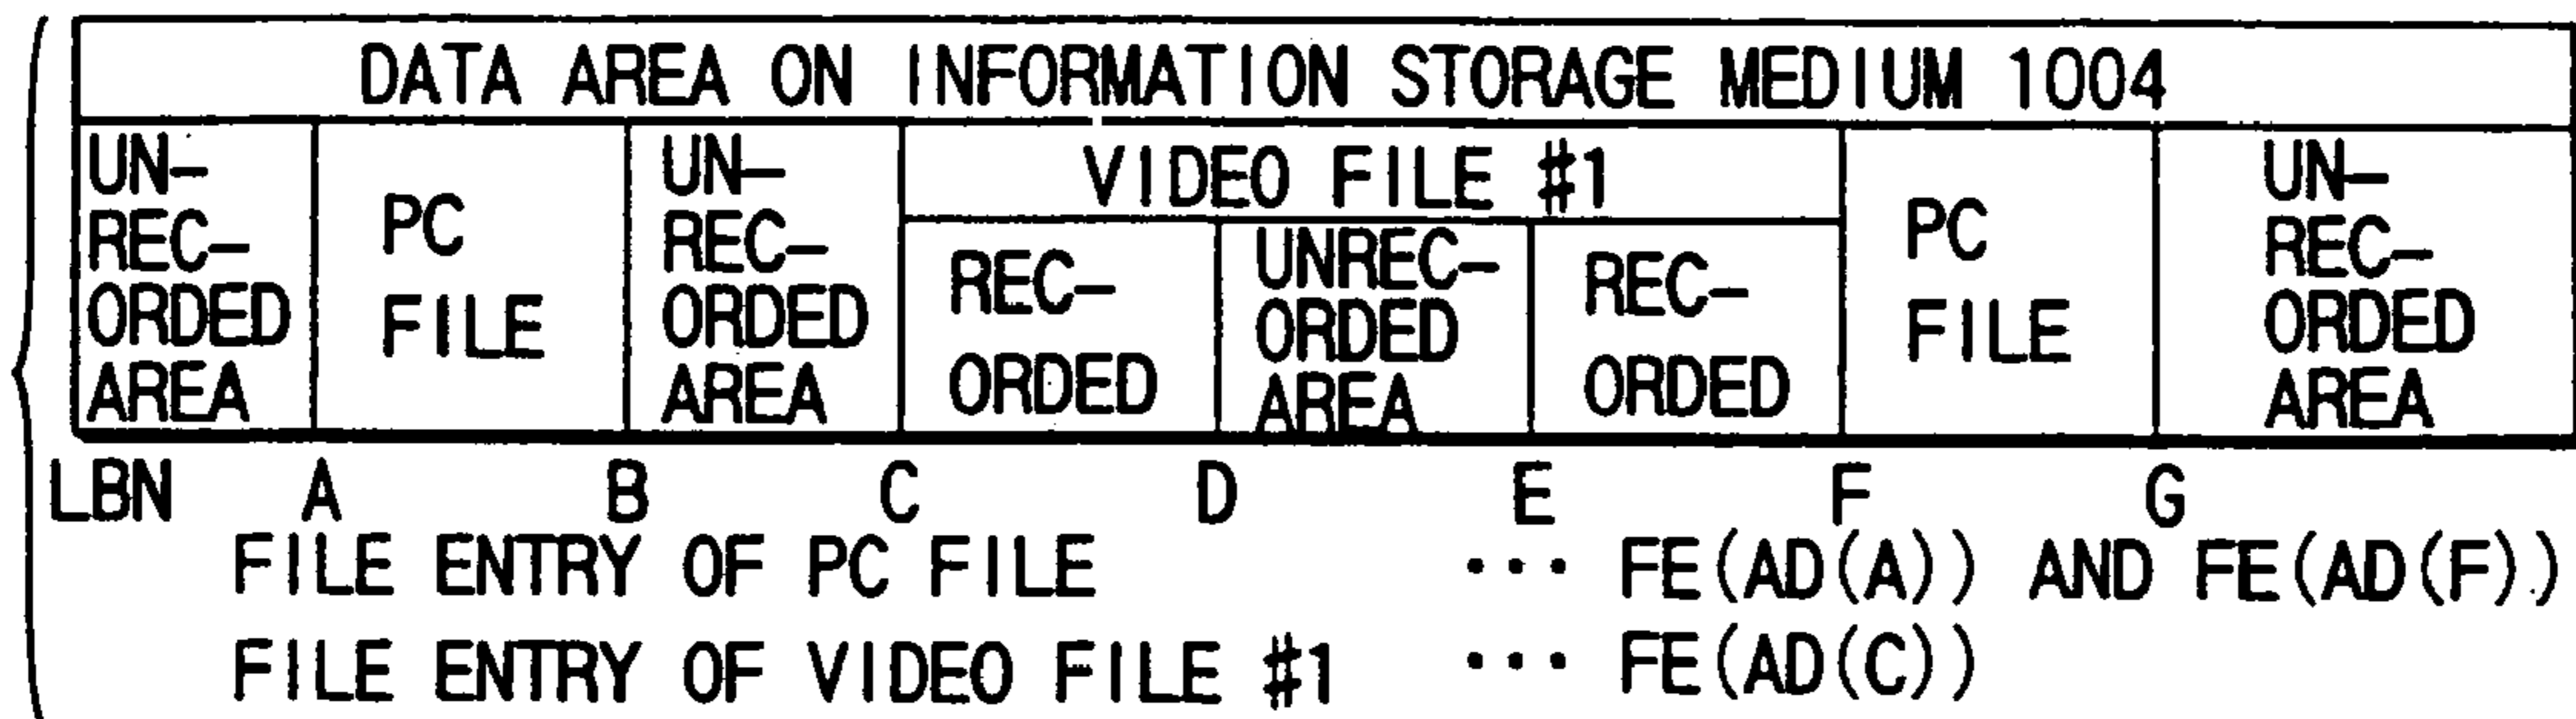 DATA AREA ON INFORMATION STORAGE MEDIUM 1004
UN-
REC-
ORDED
AREA
PC
FILE
UN-
REC-
ORDED
AREA
VIDEO FILE #1
REC-
ORDED
UNREC-
ORDED
AREA
REC-
ORDED
PC
FILE
UN-
REC-
ORDED
AREA
LBN A B C D E F G
FILE ENTRY OF PC FILE ••• FE(AD(A)) AND FE(AD(F))
FILE ENTRY OF VIDEO FILE #1 ••• FE(AD(C))